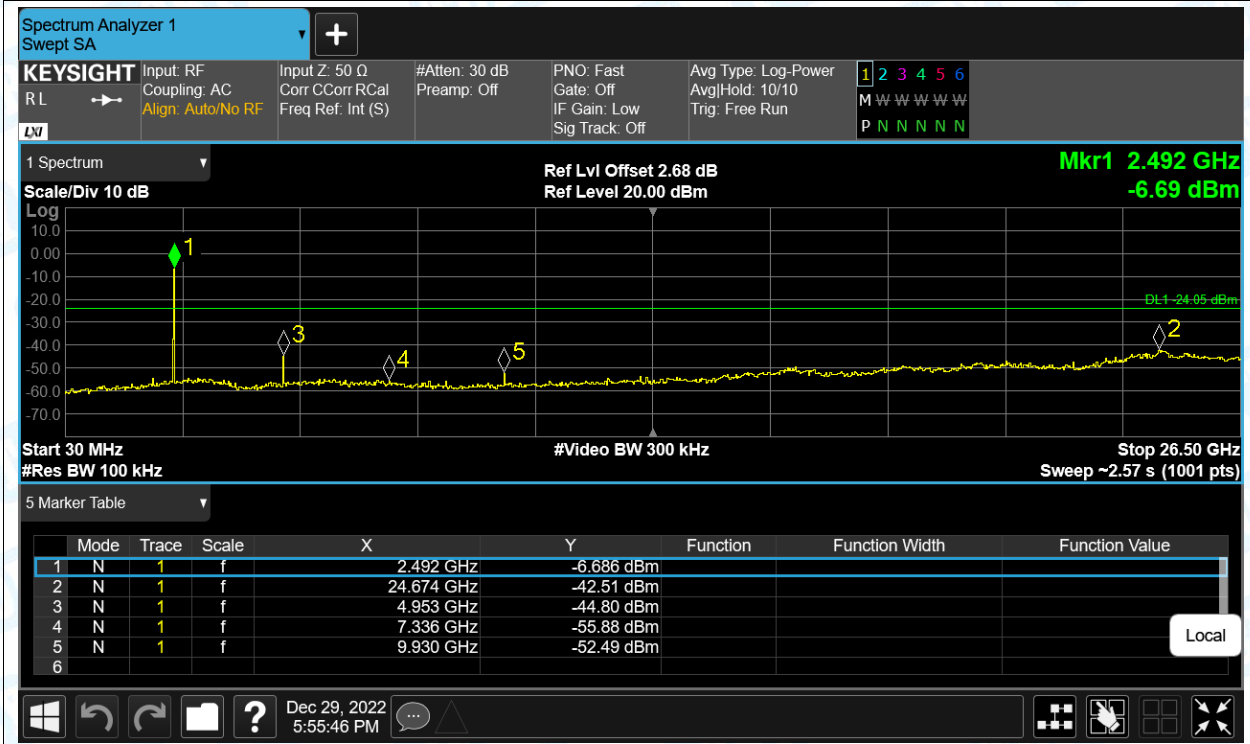 Spectrum Analyzer 1
Swept SA
+
KEYSIGHT Input: RF Input Z: 50 Ω #Atten: 30 dB PNO: Fast Avg Type: Log-Power 1 2 3 4 5 6
R L Coupling: AC Corr CCorr RCal Preamp: Off Gate: Off Avg|Hold: 10/10 M W W W W W
Align: Auto/No RF Freq Ref: Int (S) IF Gain: Low Trig: Free Run
LXI Sig Track: Off P N N N N N N
1 Spectrum
Ref Lvl Offset 2.68 dB Mkr1 2.492 GHz
Scale/Div 10 dB Ref Level 20.00 dBm -6.69 dBm
Log
10.0
0.00
-10.0
-20.0
-30.0
-40.0
-50.0
-60.0
-70.0
1
DL1 -24.05 dBm
2
3
4
5
Start 30 MHz #Video BW 300 kHz Stop 26.50 GHz
#Res BW 100 kHz Sweep ~2.57 s (1001 pts)
5 Marker Table
Mode Trace Scale X Y Function Function Width Function Value
1 N 1 f 2.492 GHz -6.686 dBm
2 N 1 f 24.674 GHz -42.51 dBm
3 N 1 f 4.953 GHz -44.80 dBm
4 N 1 f 7.336 GHz -55.88 dBm
5 N 1 f 9.930 GHz -52.49 dBm
6
Local
? Dec 29, 2022
5:55:46 PM